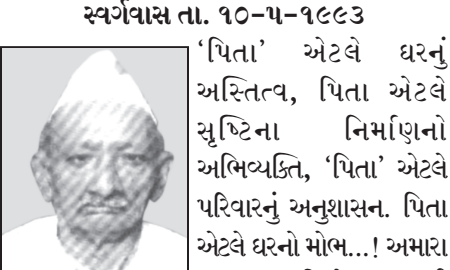 સ્વર્ગવાસ તા. ૧૦-૫-૧૯૯૩
‘પિતા’ એટલે ઘરનું
અસ્તિત્વ, પિતા એટલે
સૃષ્ટિના નિર્માણનો
અભિવ્યક્તિ, ‘પિતા’ એટલે
પરિવારનું અનુશાસન. પિતા
એટલે ઘરનો મોભ...! અમારા